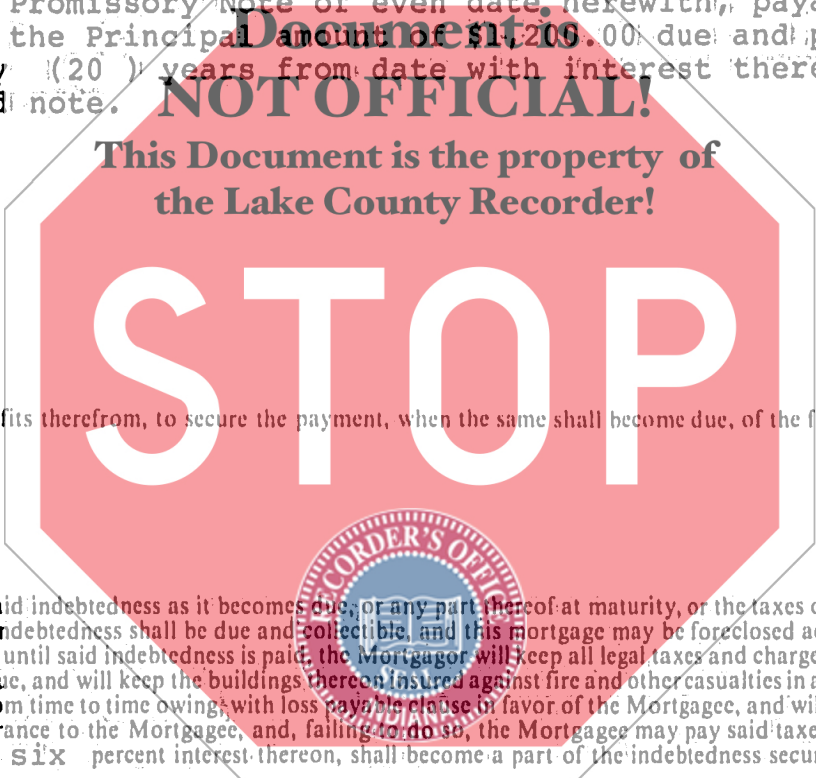 Promissory Note of even date herewith, paya
the Principal amount of $1,200.00 due and p
y (20 ) years from date with interest there
d note.
Document is
NOT OFFICIAL!
This Document is the property of
the Lake County Recorder!
STOP
fits therefrom, to secure the payment, when the same shall become due, of the f
RECORDER'S OFFICE
INDIANA
id indebtedness as it becomes due, or any part thereof at maturity, or the taxes o
ndebtedness shall be due and collectible, and this mortgage may be foreclosed ac
until said indebtedness is paid, the Mortgagor will keep all legal taxes and charge
ue, and will keep the buildings thereon insured against fire and other casualties in a
om time to time owing, with loss payable clause in favor of the Mortgagee, and wil
rance to the Mortgagee, and, failing to do so, the Mortgagee may pay said taxe
six percent interest thereon, shall become a part of the indebtedness secur